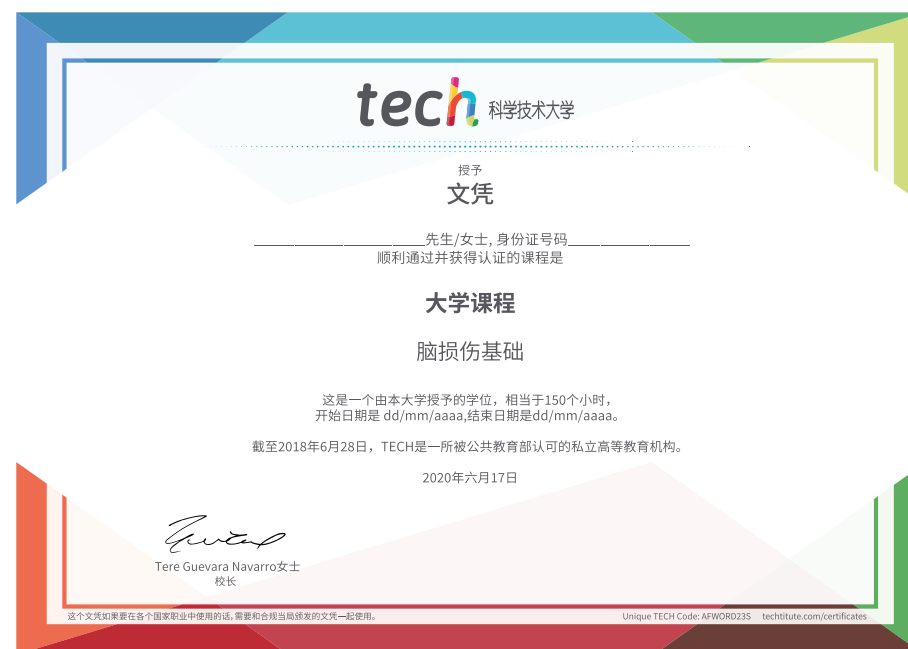 tech 科学技术大学
授予
文凭
_________________________先生/女士, 身份证号码__________________
顺利通过并获得认证的课程是
大学课程
脑损伤基础
这是一个由本大学授予的学位，相当于150个小时，
开始日期是 dd/mm/aaaa,结束日期是dd/mm/aaaa。
截至2018年6月28日，TECH是一所被公共教育部认可的私立高等教育机构。
2020年六月17日
Tere Guevara Navarro女士
校长
这个文凭如果要在各个国家职业中使用的话,需要和合规当局颁发的文凭一起使用。
Unique TECH Code: AFWORD23S techtitute.com/certificates